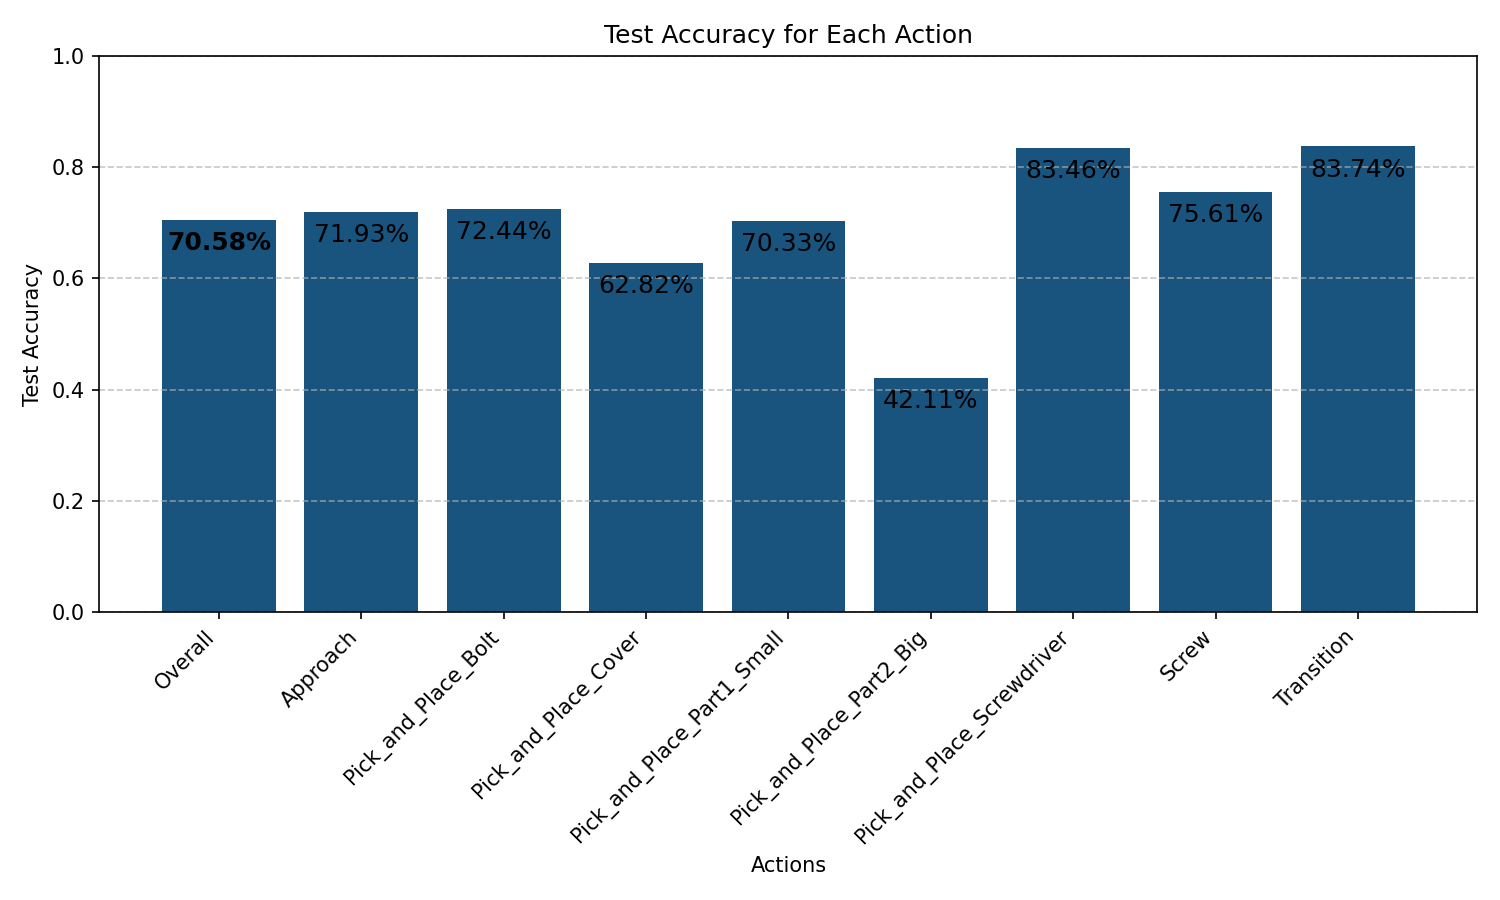 Test Accuracy for Each Action
1.0
0.8
0.6
0.4
0.2
0.0
Test Accuracy
70.58%
71.93%
72.44%
62.82%
70.33%
42.11%
83.46%
75.61%
83.74%
Overall
Approach
Pick_and_Place_Bolt
Pick_and_Place_Cover
Pick_and_Place_Part1_Small
Pick_and_Place_Part2_Big
Pick_and_Place_Screwdriver
Screw
Transition
Actions